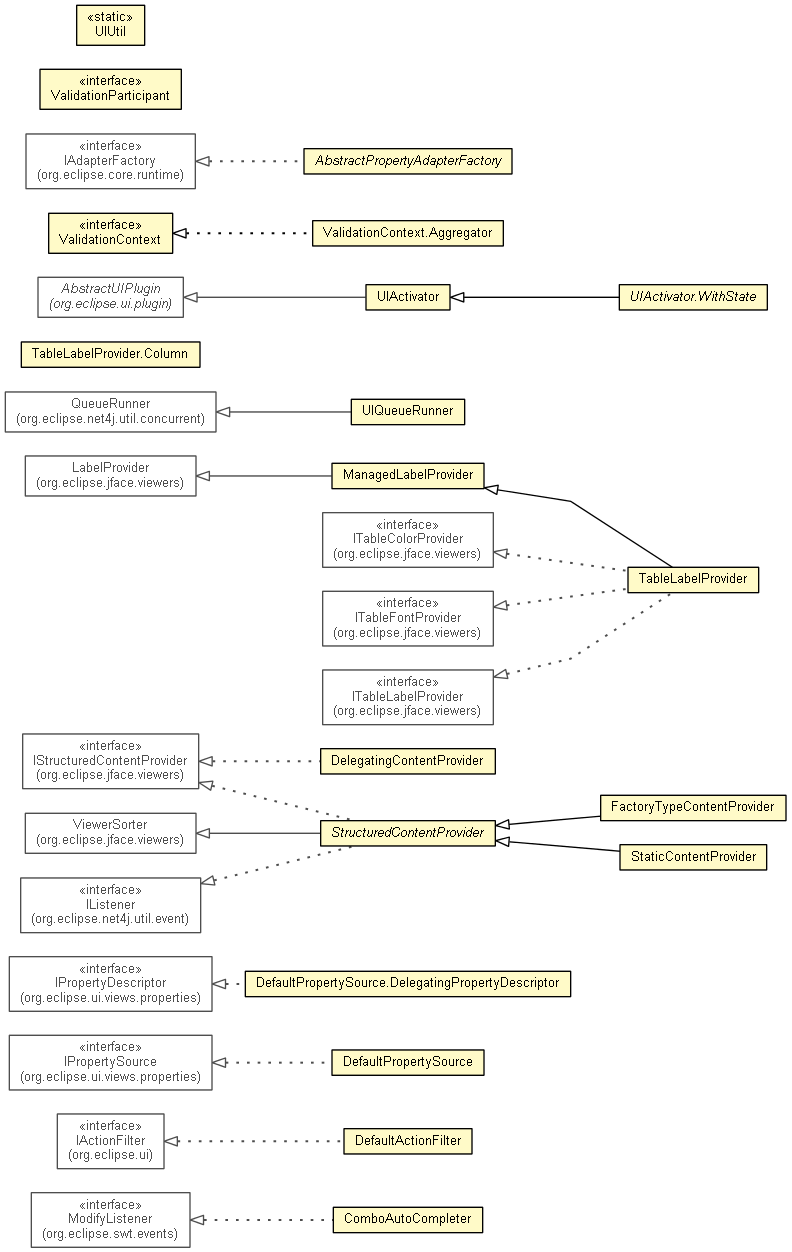 «static»
UIUtil
«interface»
ValidationParticipant
«interface»
IAdapterFactory
(org.eclipse.core.runtime)
AbstractPropertyAdapterFactory
«interface»
ValidationContext
ValidationContext.Aggregator
AbstractUIPlugin
(org.eclipse.ui.plugin)
UIActivator
UIActivator.WithState
TableLabelProvider.Column
QueueRunner
(org.eclipse.net4j.util.concurrent)
UIQueueRunner
LabelProvider
(org.eclipse.jface.viewers)
ManagedLabelProvider
«interface»
ITableColorProvider
(org.eclipse.jface.viewers)
TableLabelProvider
«interface»
ITableFontProvider
(org.eclipse.jface.viewers)
«interface»
ITableLabelProvider
(org.eclipse.jface.viewers)
«interface»
IStructuredContentProvider
(org.eclipse.jface.viewers)
DelegatingContentProvider
ViewerSorter
(org.eclipse.jface.viewers)
StructuredContentProvider
FactoryTypeContentProvider
StaticContentProvider
«interface»
IListener
(org.eclipse.net4j.util.event)
«interface»
IPropertyDescriptor
(org.eclipse.ui.views.properties)
DefaultPropertySource.DelegatingPropertyDescriptor
«interface»
IPropertySource
(org.eclipse.ui.views.properties)
DefaultPropertySource
«interface»
IActionFilter
(org.eclipse.ui)
DefaultActionFilter
«interface»
ModifyListener
(org.eclipse.swt.events)
ComboAutoCompleter